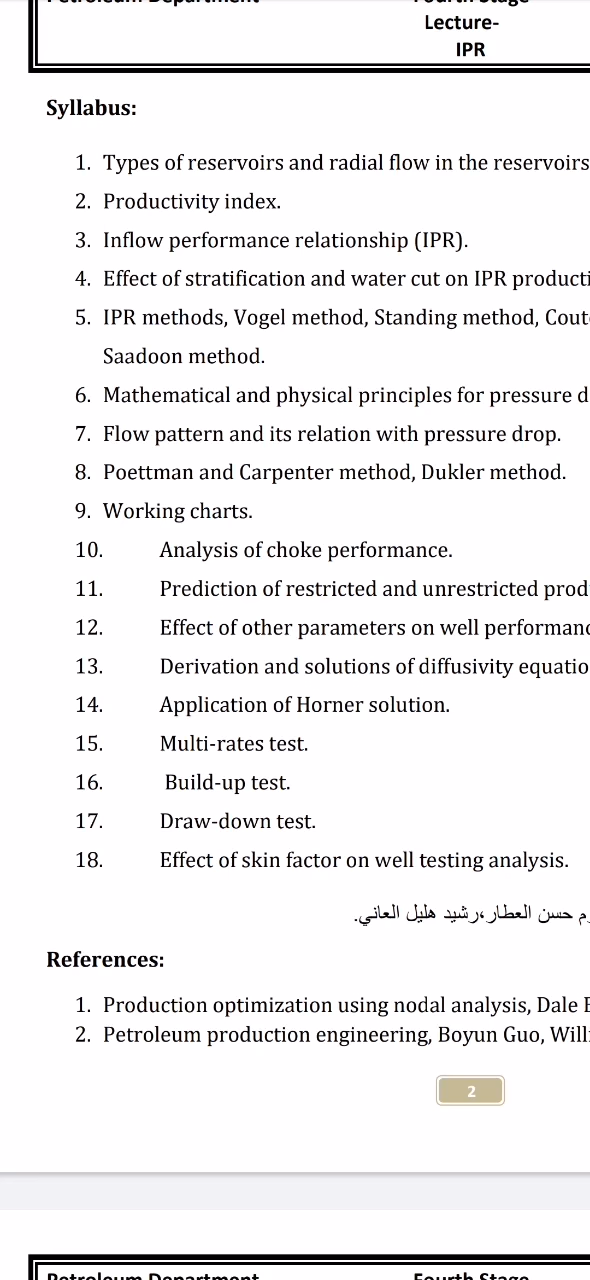 Petroleum Department Fourth Stage
Lecture-
IPR
Syllabus:
1. Types of reservoirs and radial flow in the reservoirs
2. Productivity index.
3. Inflow performance relationship (IPR).
4. Effect of stratification and water cut on IPR producti
5. IPR methods, Vogel method, Standing method, Cout
Saadoon method.
6. Mathematical and physical principles for pressure d
7. Flow pattern and its relation with pressure drop.
8. Poettman and Carpenter method, Dukler method.
9. Working charts.
10. Analysis of choke performance.
11. Prediction of restricted and unrestricted prod
12. Effect of other parameters on well performanc
13. Derivation and solutions of diffusivity equatio
14. Application of Horner solution.
15. Multi-rates test.
16. Build-up test.
17. Draw-down test.
18. Effect of skin factor on well testing analysis.
م حسن العطار،رشيد هليل العاني.
References:
1. Production optimization using nodal analysis, Dale B
2. Petroleum production engineering, Boyun Guo, Willi
2
Petroleum Department Fourth Stage